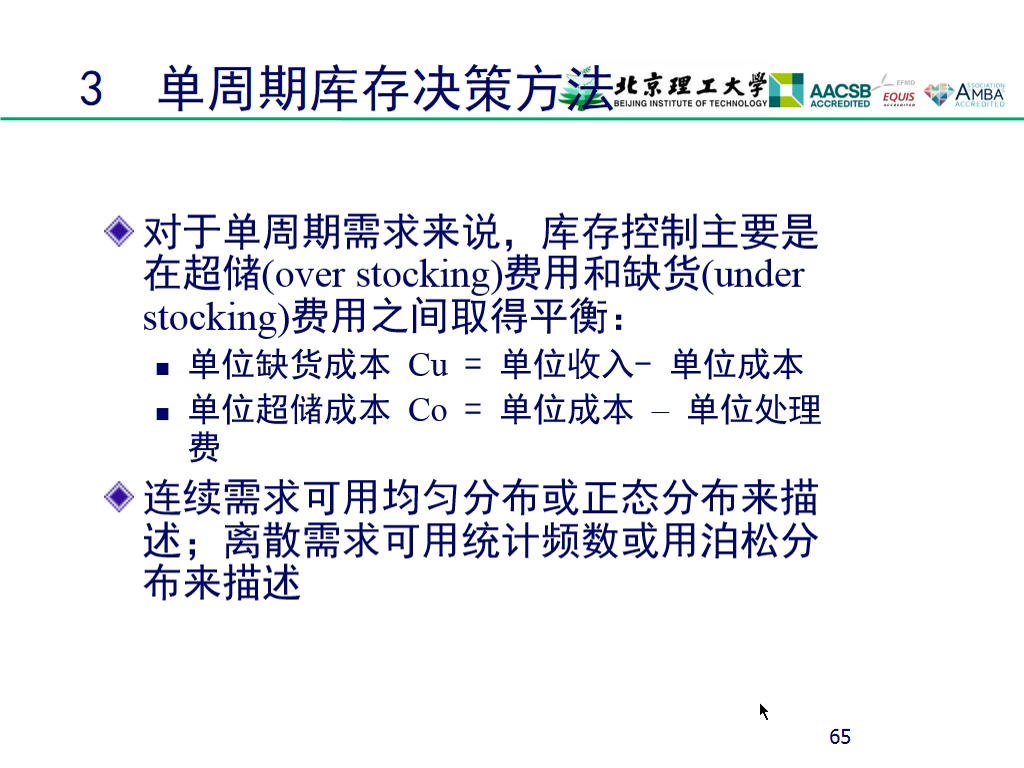 3 单周期库存决策方法
北京理工大学
BEIJING INSTITUTE OF TECHNOLOGY
AACSB
ACCREDITED
EFMD
EQUIS
ACCREDITED
ASSOCIATION
AMBA
ACCREDITED
对于单周期需求来说，库存控制主要是
在超储(over stocking)费用和缺货(under
stocking)费用之间取得平衡：
单位缺货成本 Cu = 单位收入- 单位成本
单位超储成本 Co = 单位成本 – 单位处理
费
连续需求可用均匀分布或正态分布来描
述；离散需求可用统计频数或用泊松分
布来描述
65